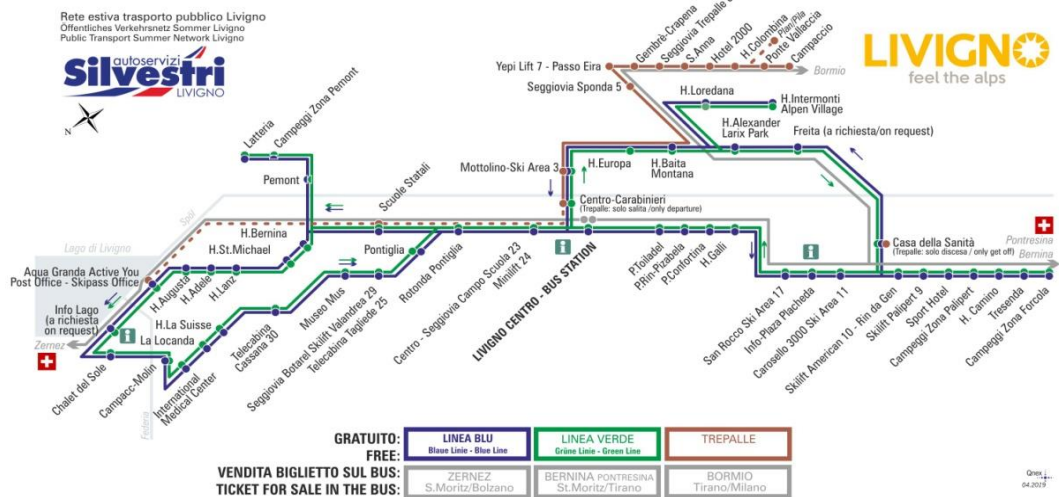 Rete estiva trasporto pubblico Livigno
Öffentliches Verkehrsnetz Sommer Livigno
Public Transport Summer Network Livigno
autoservizi
Silvestri
LIVIGNO
N
LIVIGNO
feel the alps
Gembrè-Crapena
Seggiovia Trepalle
S.Anna
Hotel 2000
H.Colombina
Plan/Pila
Ponte Vallaccia
Campaccio
Yepi Lift 7 - Passo Eira
Bormio
Seggiovia Sponda 5
H.Loredana
H.Intermonti
Alpen Village
H.Alexander
Larix Park
Freita (a richiesta/on request)
Latteria
Campeggi Zona Pemont
Pemont
Mottolino-Ski Area 3
H.Europa
H.Baita
Montana
Scuole Statali
Centro-Carabinieri
(Trepalle: solo salita /only departure)
Spöl
Lago di Livigno
H.Bernina
H.St.Michael
Pontiglia
Casa della Sanità
(Trepalle: solo discesa / only get off)
Pontresina
Bernina
Aqua Granda Active You
Post Office - Skipass Office
H.Augusta
H.Adele
H.Lanz
Rotonda Pontiglia
Centro - Seggiovia Campo Scuola 23
Minilift 24
LIVIGNO CENTRO - BUS STATION
P.Toiladel
P.Rin-Pizabela
P.Comfortina
H.Galli
Info Lago
(a richiesta
on request)
Zernez
H.La Suisse
La Locanda
Telecabina
Cassana 30
Museo Mus
Seggiovia Botarel Skilift Valandrea 29
Telecabina Tagliede 25
San Rocco Ski Area 17
Info-Plaza Placheda
Carosello 3000 Ski Area 11
Skilift American 10 - Rin da Gen
Skilift Palipert 9
Sport Hotel
Campeggi Zona Palipert
H. Camino
Tresenda
Campeggi Zona Forcola
Chalet del Sole
Campacc-Molin
International
Medical Center
Federia
GRATUITO:
FREE:
LINEA BLU
Blaue Linie - Blue Line
LINEA VERDE
Grüne Linie - Green Line
TREPALLE
VENDITA BIGLIETTO SUL BUS:
TICKET FOR SALE IN THE BUS:
ZERNEZ
S.Moritz/Bolzano
BERNINA PONTRESINA
St.Moritz/Tirano
BORMIO
Tirano/Milano
Qnex
04.2019